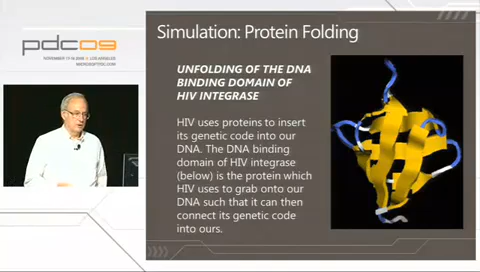 Simulation: Protein Folding
pdc09
NOVEMBER 17-19 2009 LOS ANGELES
MICROSOFTPDC.COM
UNFOLDING OF THE DNA
BINDING DOMAIN OF
HIV INTEGRASE
HIV uses proteins to insert
its genetic code into our
DNA. The DNA binding
domain of HIV integrase
(below) is the protein which
HIV uses to grab onto our
DNA such that it can then
connect its genetic code
into ours.